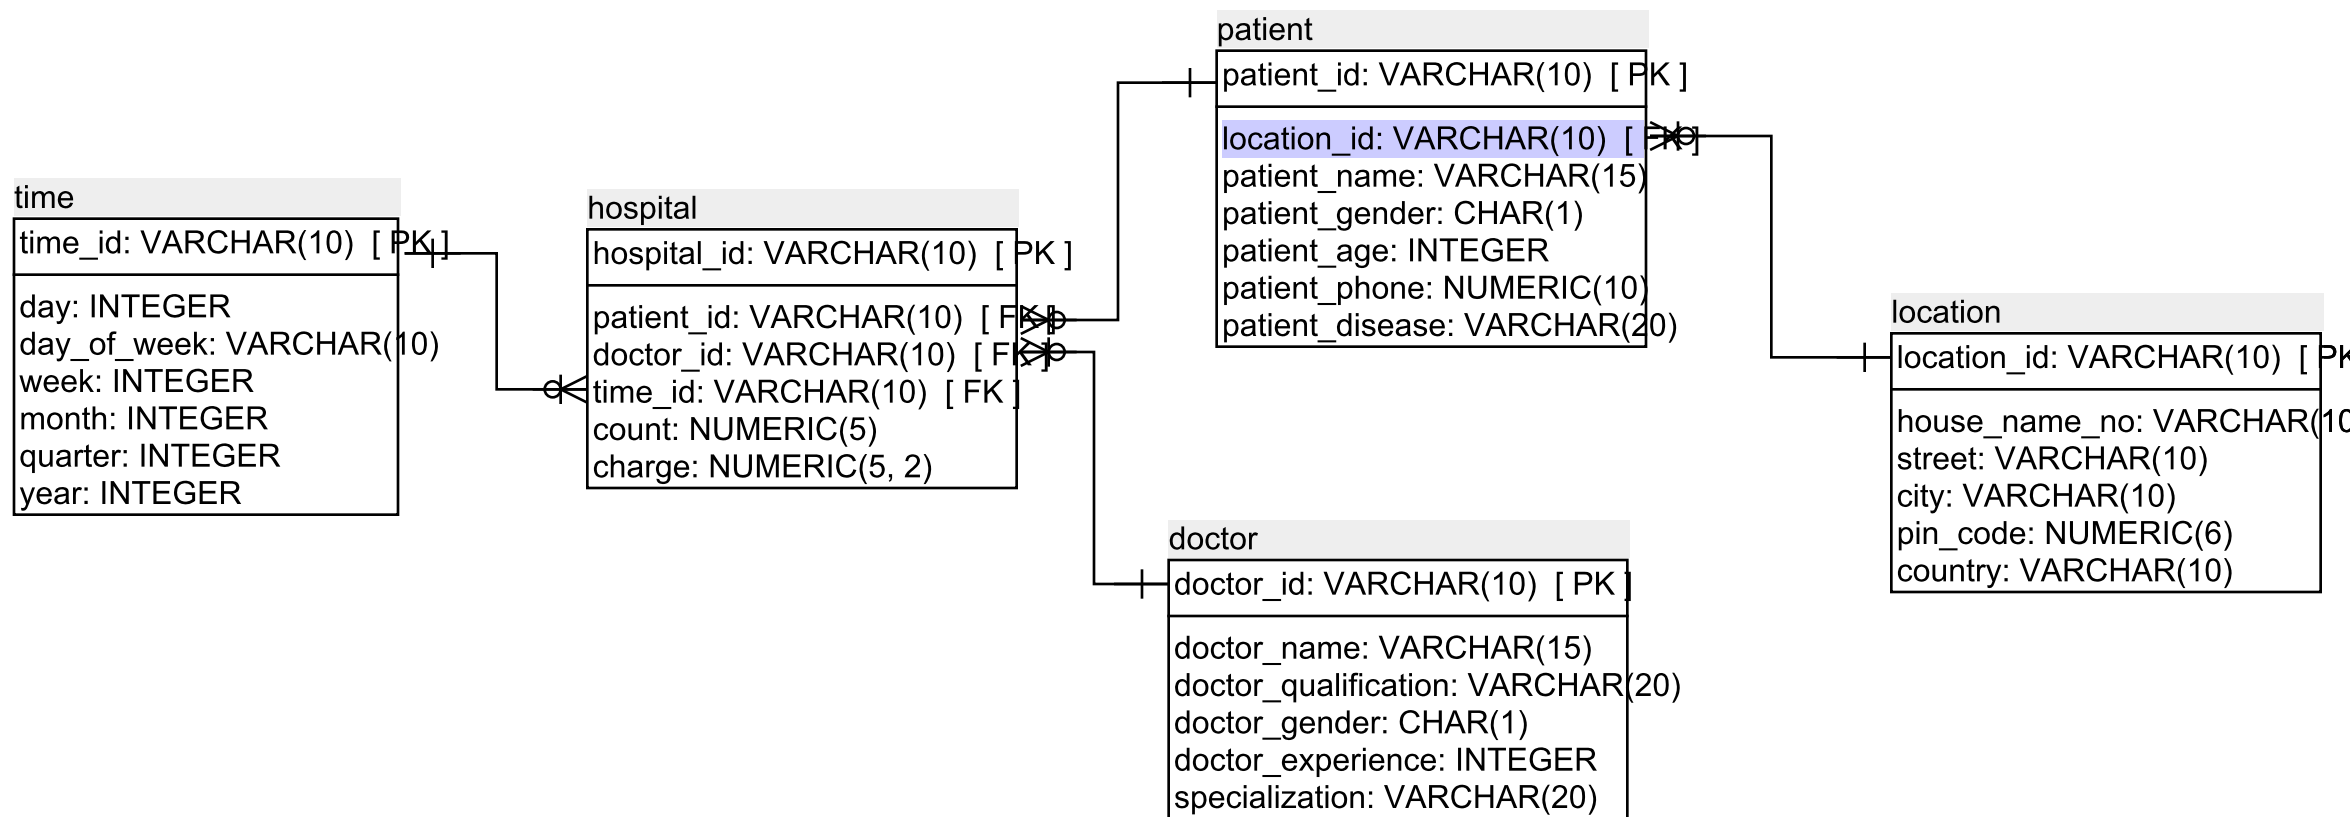 time
time_id: VARCHAR(10)  [ PK ]
day: INTEGER
day_of_week: VARCHAR(10)
week: INTEGER
month: INTEGER
quarter: INTEGER
year: INTEGER
hospital
hospital_id: VARCHAR(10)  [ PK ]
patient_id: VARCHAR(10)  [ FK ]
doctor_id: VARCHAR(10)  [ FK ]
time_id: VARCHAR(10)  [ FK ]
count: NUMERIC(5)
charge: NUMERIC(5, 2)
patient
patient_id: VARCHAR(10)  [ PK ]
location_id: VARCHAR(10)  [ FK ]
patient_name: VARCHAR(15)
patient_gender: CHAR(1)
patient_age: INTEGER
patient_phone: NUMERIC(10)
patient_disease: VARCHAR(20)
doctor
doctor_id: VARCHAR(10)  [ PK ]
doctor_name: VARCHAR(15)
doctor_qualification: VARCHAR(20)
doctor_gender: CHAR(1)
doctor_experience: INTEGER
specialization: VARCHAR(20)
location
location_id: VARCHAR(10)  [ PK
house_name_no: VARCHAR(10
street: VARCHAR(10)
city: VARCHAR(10)
pin_code: NUMERIC(6)
country: VARCHAR(10)